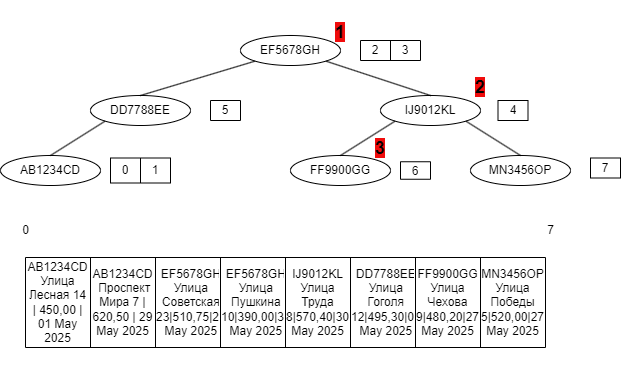 1
EF5678GH
2 3
2
DD7788EE
5
IJ9012KL
4
3
AB1234CD
0 1
FF9900GG
6
MN3456OP
7
0
7
AB1234CD
Улица
Лесная 14
| 450,00 |
01 May
2025
AB1234CD
Проспект
Мира 7 |
620,50 | 29
May 2025
EF5678GH
Улица
Советская
23|510,75|2
May 2025
EF5678GH
Улица
Пушкина
10|390,00|3
May 2025
IJ9012KL
Улица
Труда
8|570,40|30
May 2025
DD7788EE
Улица
Гоголя
12|495,30|0
May 2025
FF9900GG
Улица
Чехова
9|480,20|27
May 2025
MN3456OP
Улица
Победы
5|520,00|27
May 2025